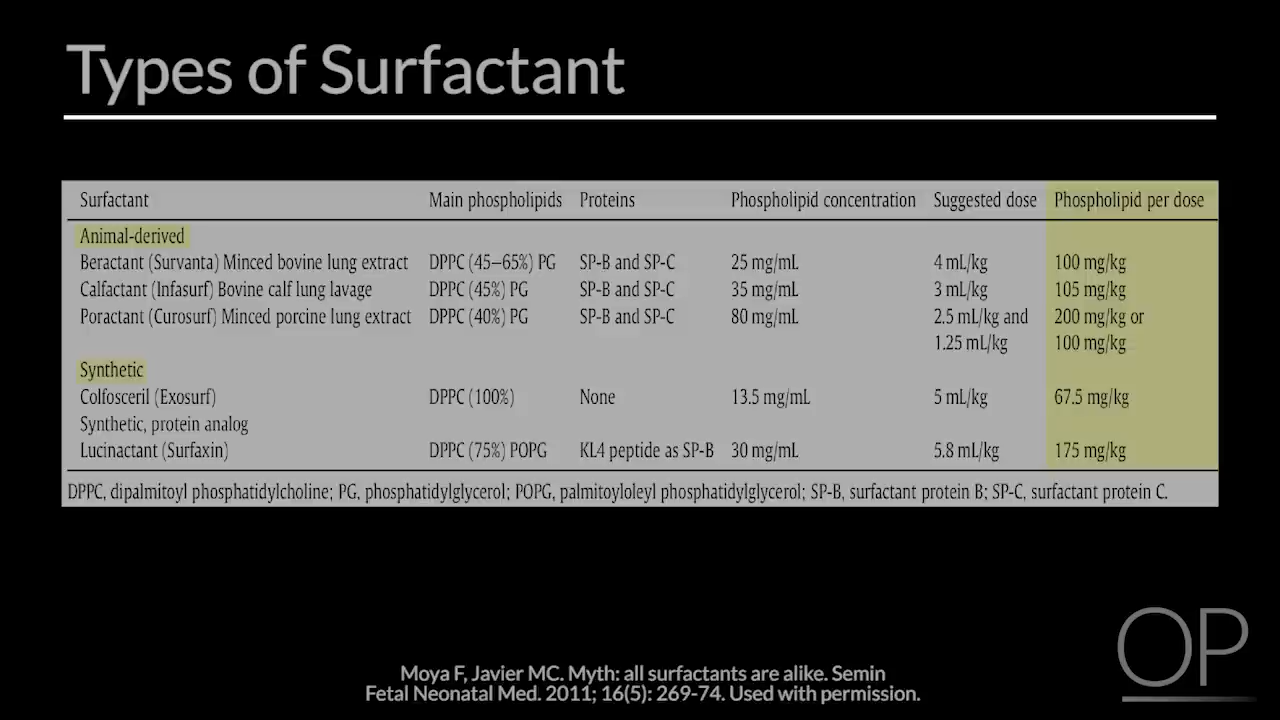 Types of Surfactant
Surfactant Main phospholipids Proteins Phospholipid concentration Suggested dose Phospholipid per dose
Animal-derived
Beractant (Survanta) Minced bovine lung extract DPPC (45–65%) PG SP-B and SP-C 25 mg/mL 4 mL/kg 100 mg/kg
Calfactant (Infasurf) Bovine calf lung lavage DPPC (45%) PG SP-B and SP-C 35 mg/mL 3 mL/kg 105 mg/kg
Poractant (Curosurf) Minced porcine lung extract DPPC (40%) PG SP-B and SP-C 80 mg/mL 2.5 mL/kg and 200 mg/kg or
1.25 mL/kg 100 mg/kg
Synthetic
Colfosceril (Exosurf) DPPC (100%) None 13.5 mg/mL 5 mL/kg 67.5 mg/kg
Synthetic, protein analog
Lucinactant (Surfaxin) DPPC (75%) POPG KL4 peptide as SP-B 30 mg/mL 5.8 mL/kg 175 mg/kg
DPPC, dipalmitoyl phosphatidylcholine; PG, phosphatidylglycerol; POPG, palmitoyloleyl phosphatidylglycerol; SP-B, surfactant protein B; SP-C, surfactant protein C.
Moya F, Javier MC. Myth: all surfactants are alike. Semin
Fetal Neonatal Med. 2011; 16(5): 269-74. Used with permission.
OP